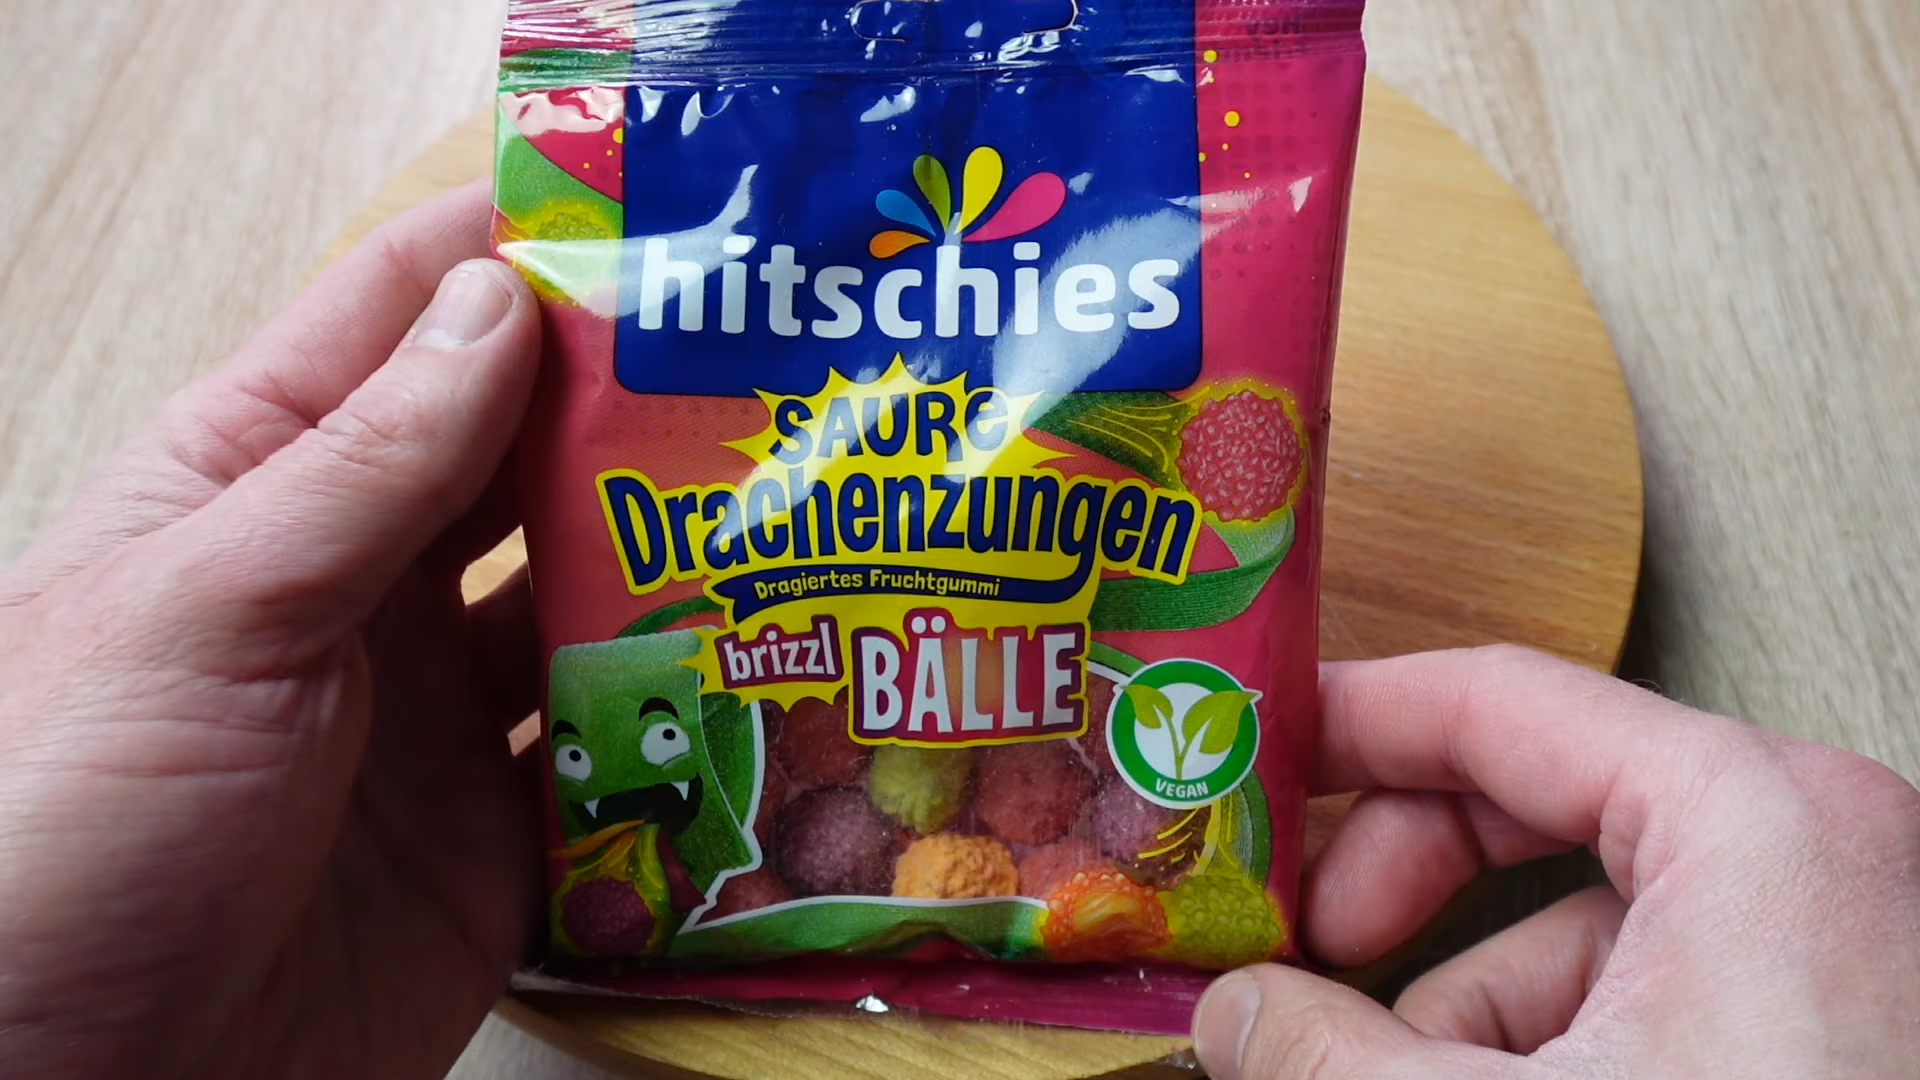 hitschies
SAURE
Drachenzungen
Dragiertes Fruchtgummi
brizzl
BÄLLE
VEGAN